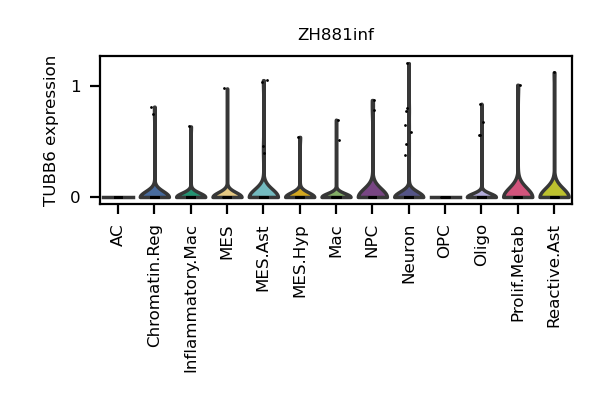 ZH881inf
TUBB6 expression
1
0
AC
Chromatin.Reg
Inflammatory.Mac
MES
MES.Ast
MES.Hyp
Mac
NPC
Neuron
OPC
Oligo
Prolif.Metab
Reactive.Ast